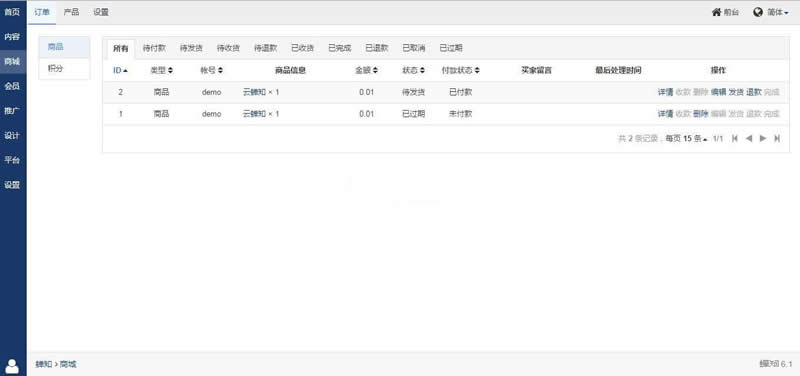 首页 订单 产品 设置 前台 简体
内容
商城
会员
推广
设计
平台
设置
商品
积分
所有 待付款 待发货 待收货 待退款 已收货 已完成 已退款 已取消 已过期
ID 类型 帐号 商品信息 金额 状态 付款状态 买家留言 最后处理时间 操作
2 商品 demo 云蝉知 × 1 0.01 待发货 已付款 详情 收款 删除 编辑 发货 退款 完成
1 商品 demo 云蝉知 × 1 0.01 已过期 未付款 详情 收款 删除 编辑 发货 退款 完成
共 2 条记录，每页 15 条 1/1
蝉知 > 商城
蝉知 6.1